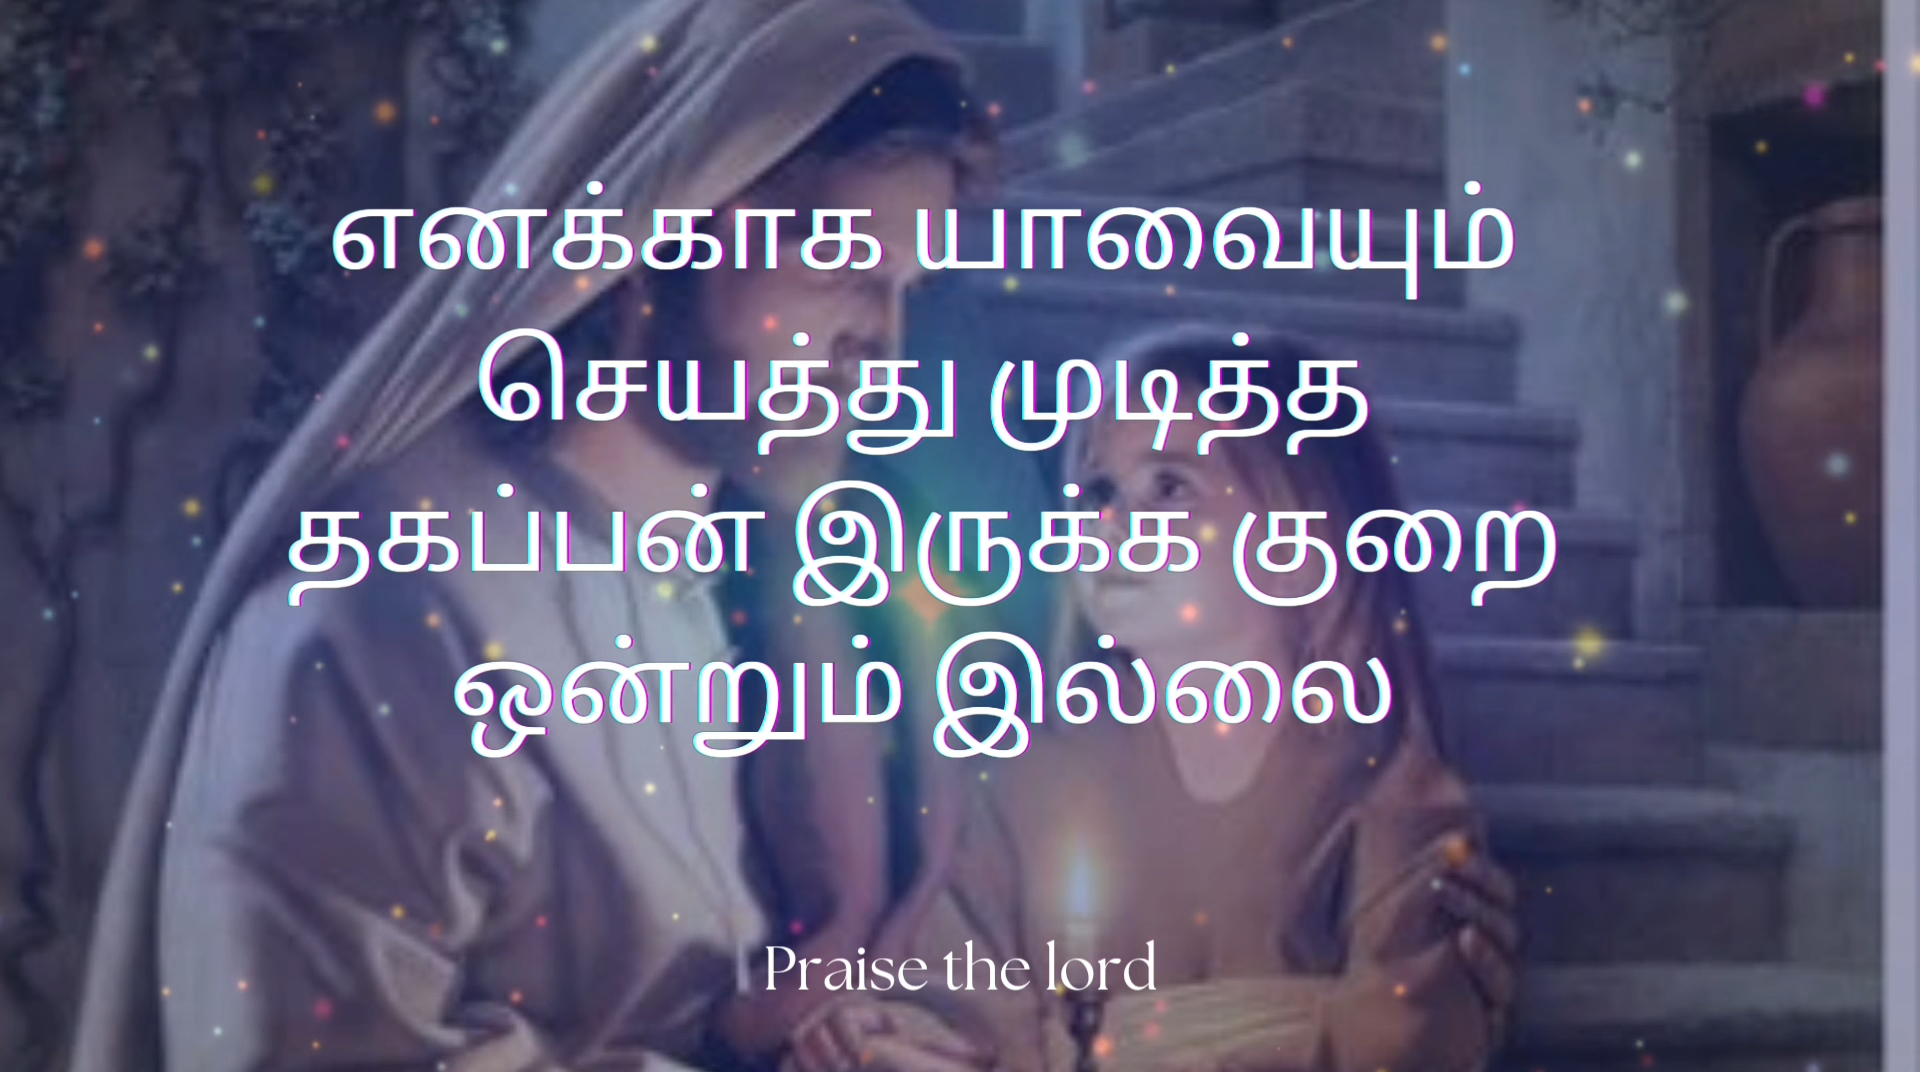 எனக்காக யாவையும்
செயத்து முடித்த
தகப்பன் இருக்க குறை
ஒன்றும் இல்லை
Praise the lord